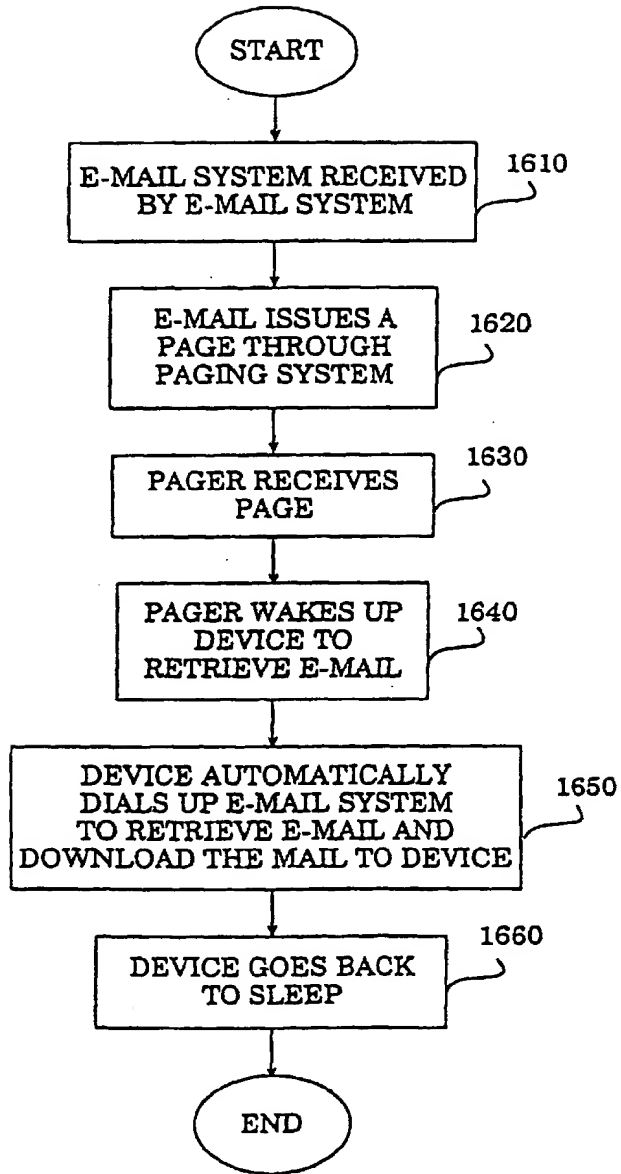 START
E-MAIL SYSTEM RECEIVED
BY E-MAIL SYSTEM
1610
E-MAIL ISSUES A
PAGE THROUGH
PAGING SYSTEM
1620
PAGER RECEIVES
PAGE
1630
PAGER WAKES UP
DEVICE TO
RETRIEVE E-MAIL
1640
DEVICE AUTOMATICALLY
DIALS UP E-MAIL SYSTEM
TO RETRIEVE E-MAIL AND
DOWNLOAD THE MAIL TO DEVICE
1650
DEVICE GOES BACK
TO SLEEP
1660
END